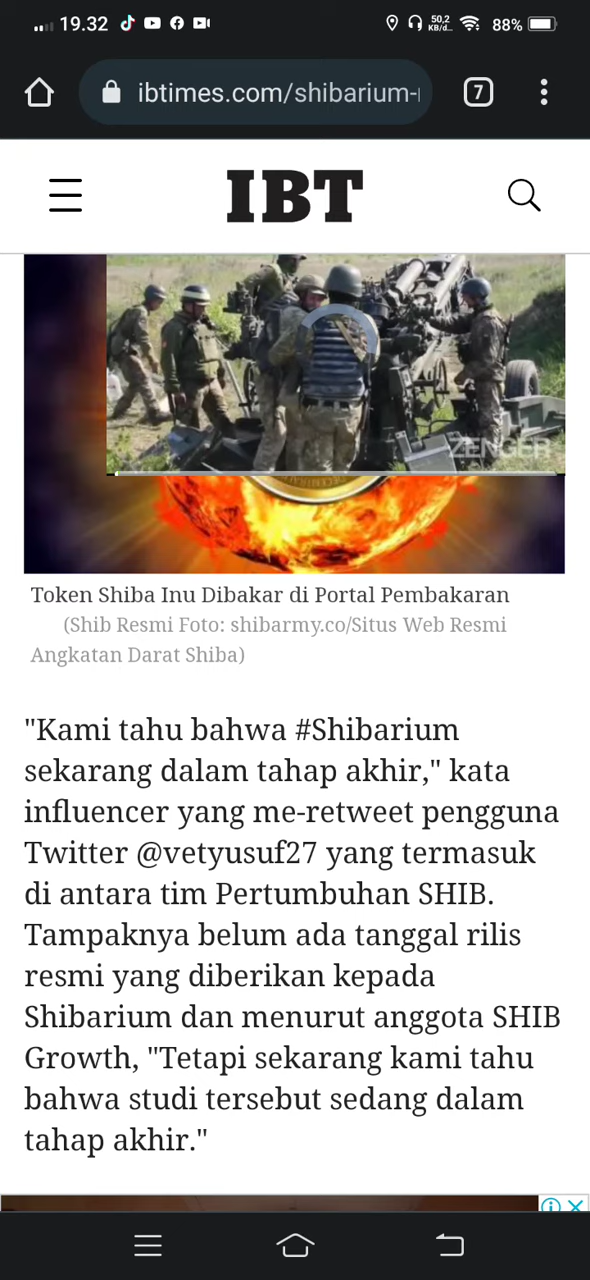 19.32
50,2
KB/d...
88%
ibtimes.com/shibarium-
7
IBT
ZENGER
Token Shiba Inu Dibakar di Portal Pembakaran
(Shib Resmi Foto: shibarmy.co/Situs Web Resmi
Angkatan Darat Shiba)
"Kami tahu bahwa #Shibarium
sekarang dalam tahap akhir," kata
influencer yang me-retweet pengguna
Twitter @vetyusuf27 yang termasuk
di antara tim Pertumbuhan SHIB.
Tampaknya belum ada tanggal rilis
resmi yang diberikan kepada
Shibarium dan menurut anggota SHIB
Growth, "Tetapi sekarang kami tahu
bahwa studi tersebut sedang dalam
tahap akhir."